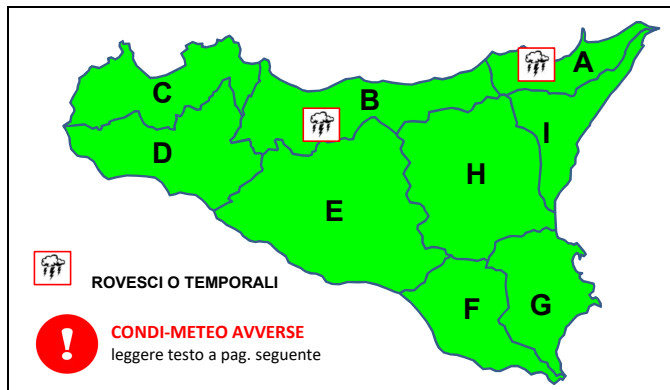 A
C
B
I
D
H
E
ROVESCI O TEMPORALI
F
G
CONDI-METEO AVVERSE
leggere testo a pag. seguente